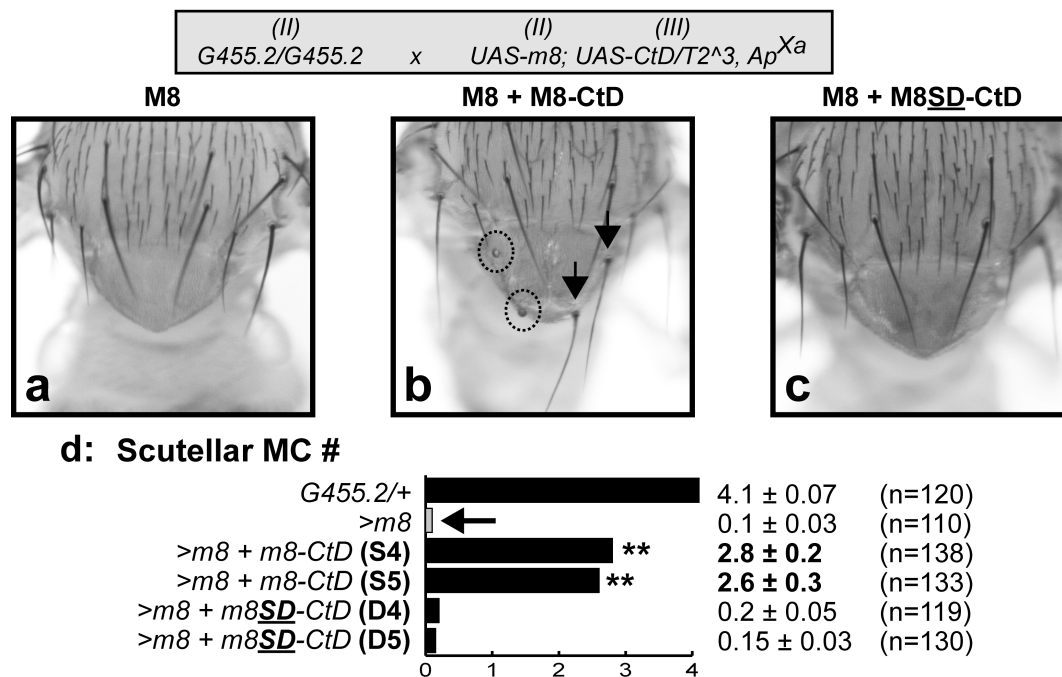 (II) (II) (III)
G455.2/G455.2 x UAS-m8; UAS-CtD/T2^3, Ap^Xa
M8 M8 + M8-CtD M8 + M8SD-CtD
a b c
d: Scutellar MC #
G455.2/+ 4.1 ± 0.07 (n=120)
>m8 0.1 ± 0.03 (n=110)
>m8 + m8-CtD (S4) ** 2.8 ± 0.2 (n=138)
>m8 + m8-CtD (S5) ** 2.6 ± 0.3 (n=133)
>m8 + m8SD-CtD (D4) 0.2 ± 0.05 (n=119)
>m8 + m8SD-CtD (D5) 0.15 ± 0.03 (n=130)
0 1 2 3 4